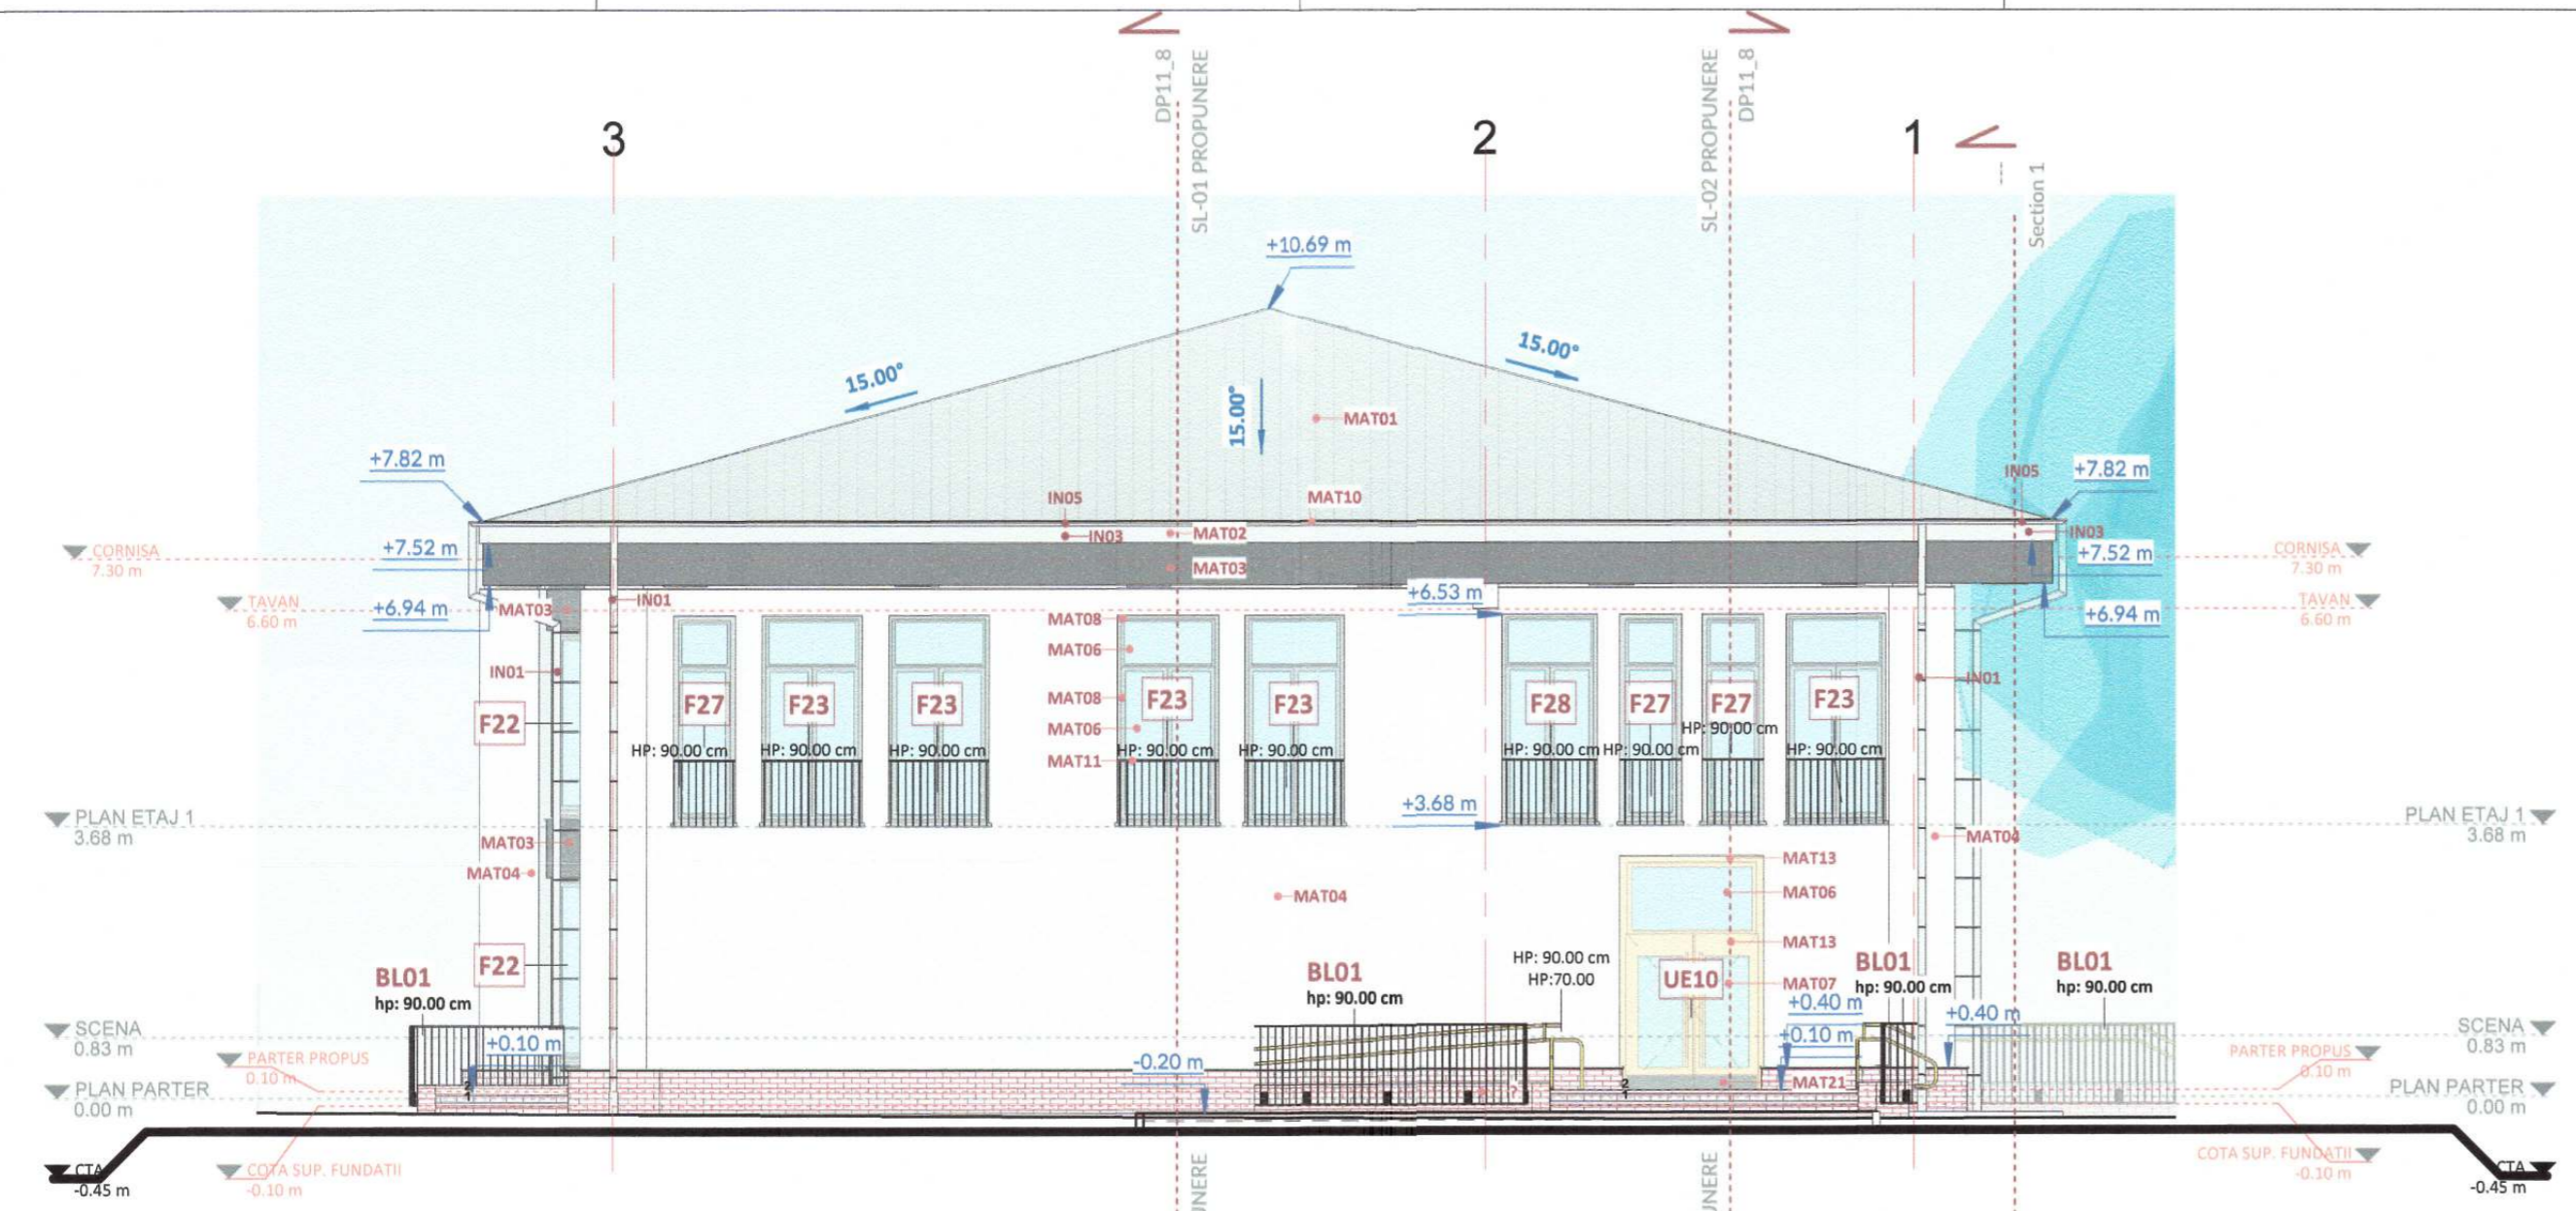 DP11_8
SL-01 PROPUNERE
SL-02 PROPUNERE
DP11_8
3
2
1
Section 1
+10.69 m
15.00°
15.00°
15.00°
MAT01
+7.82 m
IN05
+7.82 m
IN05
MAT10
IN03
MAT02
IN03
CORNISA
7.30 m
+7.52 m
MAT03
+7.52 m
CORNISA
7.30 m
TAVAN
6.60 m
+6.94 m
MAT03
IN01
+6.53 m
+6.94 m
TAVAN
6.60 m
MAT08
MAT06
IN01
IN01
MAT08
MAT06
MAT11
F22
F27
F23
F23
F23
F23
F28
F27
F27
F23
HP: 90.00 cm
HP: 90.00 cm
HP: 90.00 cm
HP: 90.00 cm
HP: 90.00 cm
HP: 90.00 cm
HP: 90.00 cm
HP: 90.00 cm
HP: 90.00 cm
PLAN ETAJ 1
3.68 m
+3.68 m
PLAN ETAJ 1
3.68 m
MAT03
MAT04
MAT04
MAT04
MAT13
MAT06
MAT13
MAT07
F22
UE10
BL01
hp: 90.00 cm
BL01
hp: 90.00 cm
HP: 90.00 cm
HP:70.00
BL01
hp: 90.00 cm
BL01
hp: 90.00 cm
+0.40 m
+0.10 m
+0.40 m
SCENA
0.83 m
+0.10 m
-0.20 m
SCENA
0.83 m
PARTER PROPUS
0.10 m
MAT21
PARTER PROPUS
0.10 m
PLAN PARTER
0.00 m
2
1
?
2
1
PLAN PARTER
0.00 m
CTA
-0.45 m
COTA SUP. FUNDATII
-0.10 m
UNERE
UNERE
COTA SUP. FUNDATII
-0.10 m
CTA
-0.45 m